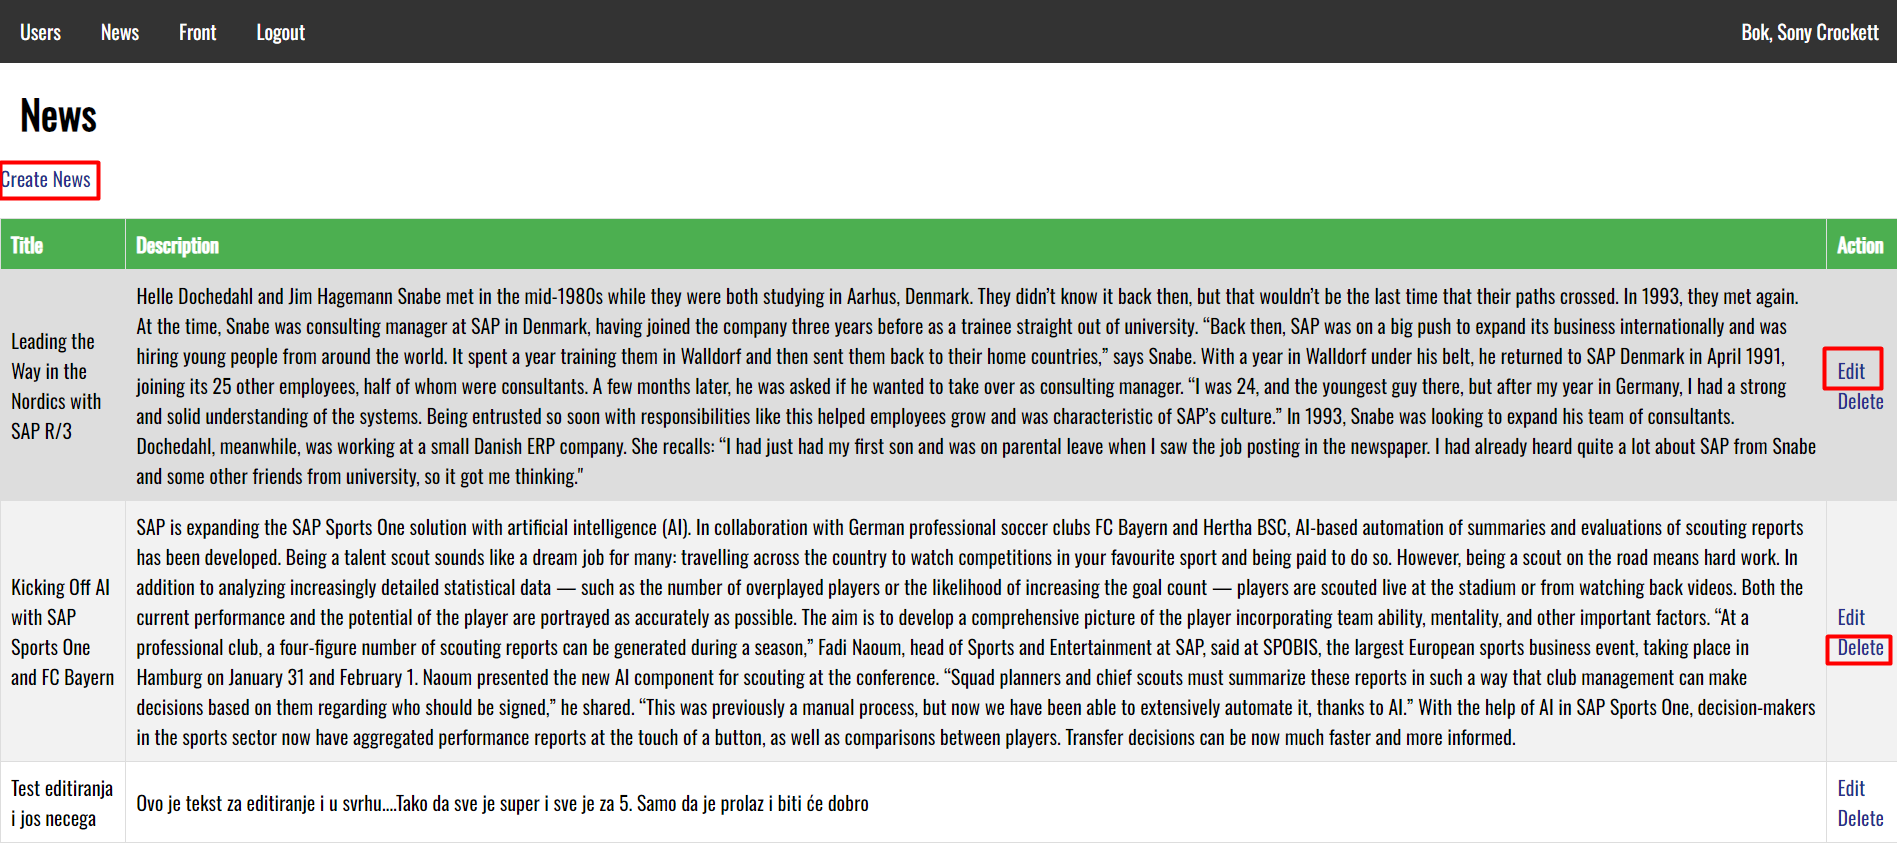 Users News Front Logout Bok, Sony Crockett
News
Create News
Title Description Action
Leading the
Way in the
Nordics with
SAP R/3
Helle Dochedahl and Jim Hagemann Snabe met in the mid-1980s while they were both studying in Aarhus, Denmark. They didn’t know it back then, but that wouldn’t be the last time that their paths crossed. In 1993, they met again.
At the time, Snabe was consulting manager at SAP in Denmark, having joined the company three years before as a trainee straight out of university. “Back then, SAP was on a big push to expand its business internationally and was
hiring young people from around the world. It spent a year training them in Walldorf and then sent them back to their home countries,” says Snabe. With a year in Walldorf under his belt, he returned to SAP Denmark in April 1991,
joining its 25 other employees, half of whom were consultants. A few months later, he was asked if he wanted to take over as consulting manager. “I was 24, and the youngest guy there, but after my year in Germany, I had a strong
and solid understanding of the systems. Being entrusted so soon with responsibilities like this helped employees grow and was characteristic of SAP’s culture.” In 1993, Snabe was looking to expand his team of consultants.
Dochedahl, meanwhile, was working at a small Danish ERP company. She recalls: “I had just had my first son and was on parental leave when I saw the job posting in the newspaper. I had already heard quite a lot about SAP from Snabe
and some other friends from university, so it got me thinking."
Edit
Delete
Kicking Off AI
with SAP
Sports One
and FC Bayern
SAP is expanding the SAP Sports One solution with artificial intelligence (AI). In collaboration with German professional soccer clubs FC Bayern and Hertha BSC, AI-based automation of summaries and evaluations of scouting reports
has been developed. Being a talent scout sounds like a dream job for many: travelling across the country to watch competitions in your favourite sport and being paid to do so. However, being a scout on the road means hard work. In
addition to analyzing increasingly detailed statistical data — such as the number of overplayed players or the likelihood of increasing the goal count — players are scouted live at the stadium or from watching back videos. Both the
current performance and the potential of the player are portrayed as accurately as possible. The aim is to develop a comprehensive picture of the player incorporating team ability, mentality, and other important factors. “At a
professional club, a four-figure number of scouting reports can be generated during a season,” Fadi Naoum, head of Sports and Entertainment at SAP, said at SPOBIS, the largest European sports business event, taking place in
Hamburg on January 31 and February 1. Naoum presented the new AI component for scouting at the conference. “Squad planners and chief scouts must summarize these reports in such a way that club management can make
decisions based on them regarding who should be signed,” he shared. “This was previously a manual process, but now we have been able to extensively automate it, thanks to AI.” With the help of AI in SAP Sports One, decision-makers
in the sports sector now have aggregated performance reports at the touch of a button, as well as comparisons between players. Transfer decisions can be now much faster and more informed.
Edit
Delete
Test editiranja
i jos necega
Ovo je tekst za editiranje i u svrhu....Tako da sve je super i sve je za 5. Samo da je prolaz i biti će dobro
Edit
Delete